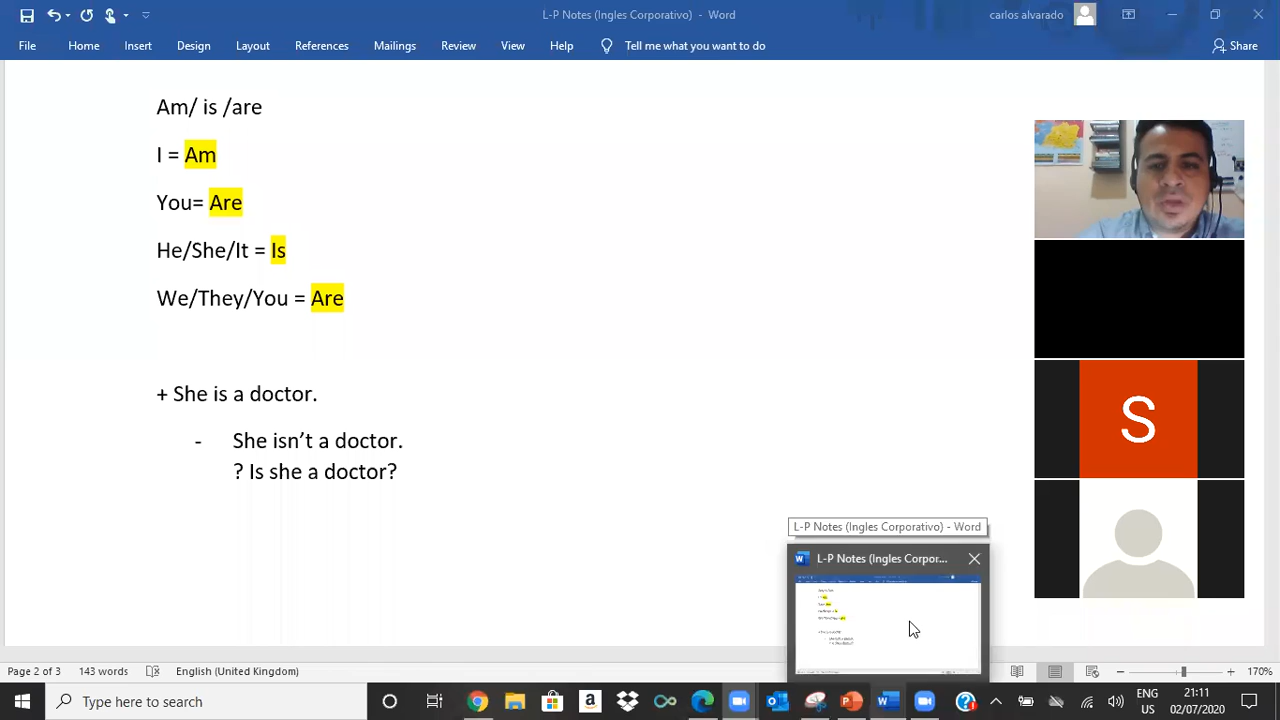 L-P Notes (Ingles Corporativo) - Word
carlos alvarado
File Home Insert Design Layout References Mailings Review View Help Tell me what you want to do Share
Am/ is /are
I = Am
You= Are
He/She/It = Is
We/They/You = Are
+ She is a doctor.
- She isn't a doctor.
? Is she a doctor?
S
L-P Notes (Ingles Corporativo) - Word
L-P Notes (Ingles Corpor...
Page 2 of 3 143 words English (United Kingdom) 170%
Type here to search
ENG
US
21:11
02/07/2020